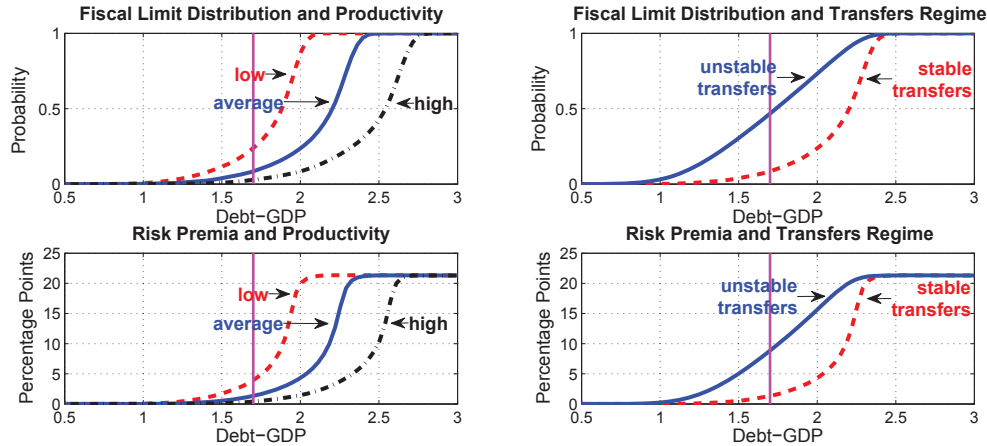 Fiscal Limit Distribution and Productivity
Probability
1
0.5
0
low
average
high
0.5 1 1.5 2 2.5 3
Debt-GDP
Fiscal Limit Distribution and Transfers Regime
Probability
1
0.5
0
unstable
transfers
stable
transfers
0.5 1 1.5 2 2.5 3
Debt-GDP
Risk Premia and Productivity
Percentage Points
25
20
15
10
5
0
low
average
high
0.5 1 1.5 2 2.5 3
Debt-GDP
Risk Premia and Transfers Regime
Percentage Points
25
20
15
10
5
0
unstable
transfers
stable
transfers
0.5 1 1.5 2 2.5 3
Debt-GDP